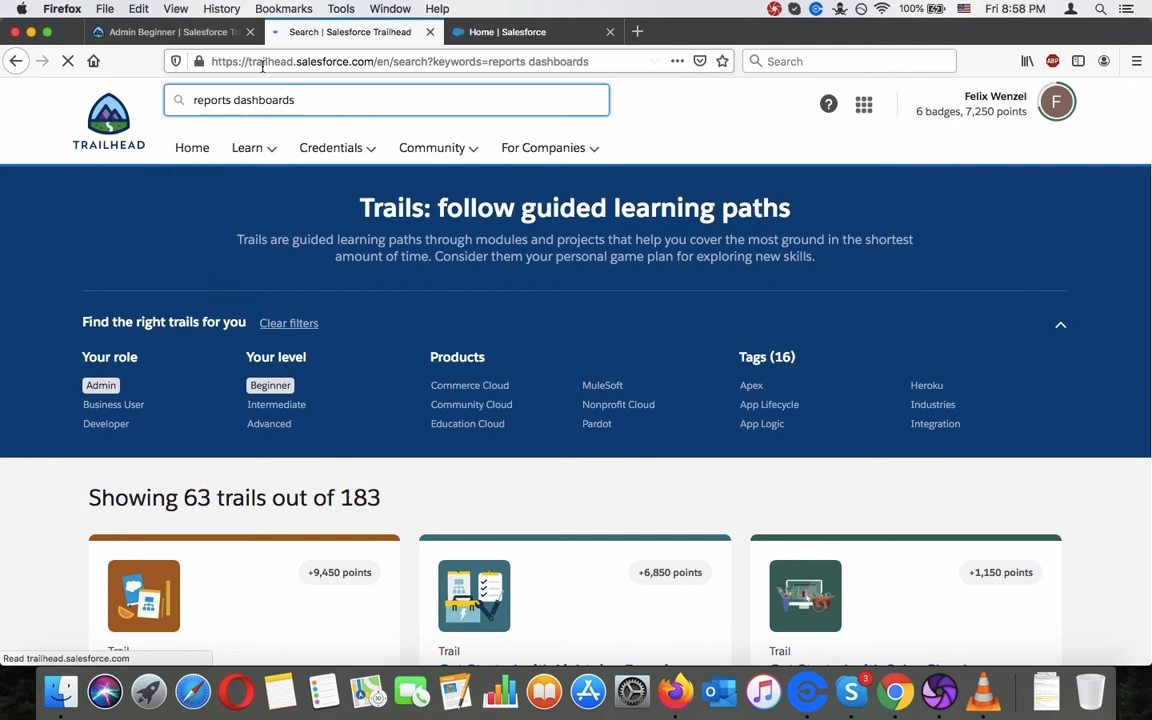 Firefox File Edit View History Bookmarks Tools Window Help 100% Fri 8:58 PM
Admin Beginner | Salesforce Tr Search | Salesforce Trailhead Home | Salesforce
https://trailhead.salesforce.com/en/search?keywords=reports dashboards Search
reports dashboards
Felix Wenzel
6 badges, 7,250 points
F
TRAILHEAD
Home Learn Credentials Community For Companies
Trails: follow guided learning paths
Trails are guided learning paths through modules and projects that help you cover the most ground in the shortest
amount of time. Consider them your personal game plan for exploring new skills.
Find the right trails for you Clear filters
Your role Your level Products Tags (16)
Admin Beginner Commerce Cloud MuleSoft Apex Heroku
Business User Intermediate Community Cloud Nonprofit Cloud App Lifecycle Industries
Developer Advanced Education Cloud Pardot App Logic Integration
Showing 63 trails out of 183
+9,450 points +6,850 points +1,150 points
Trail Trail Trail
Read trailhead.salesforce.com
3